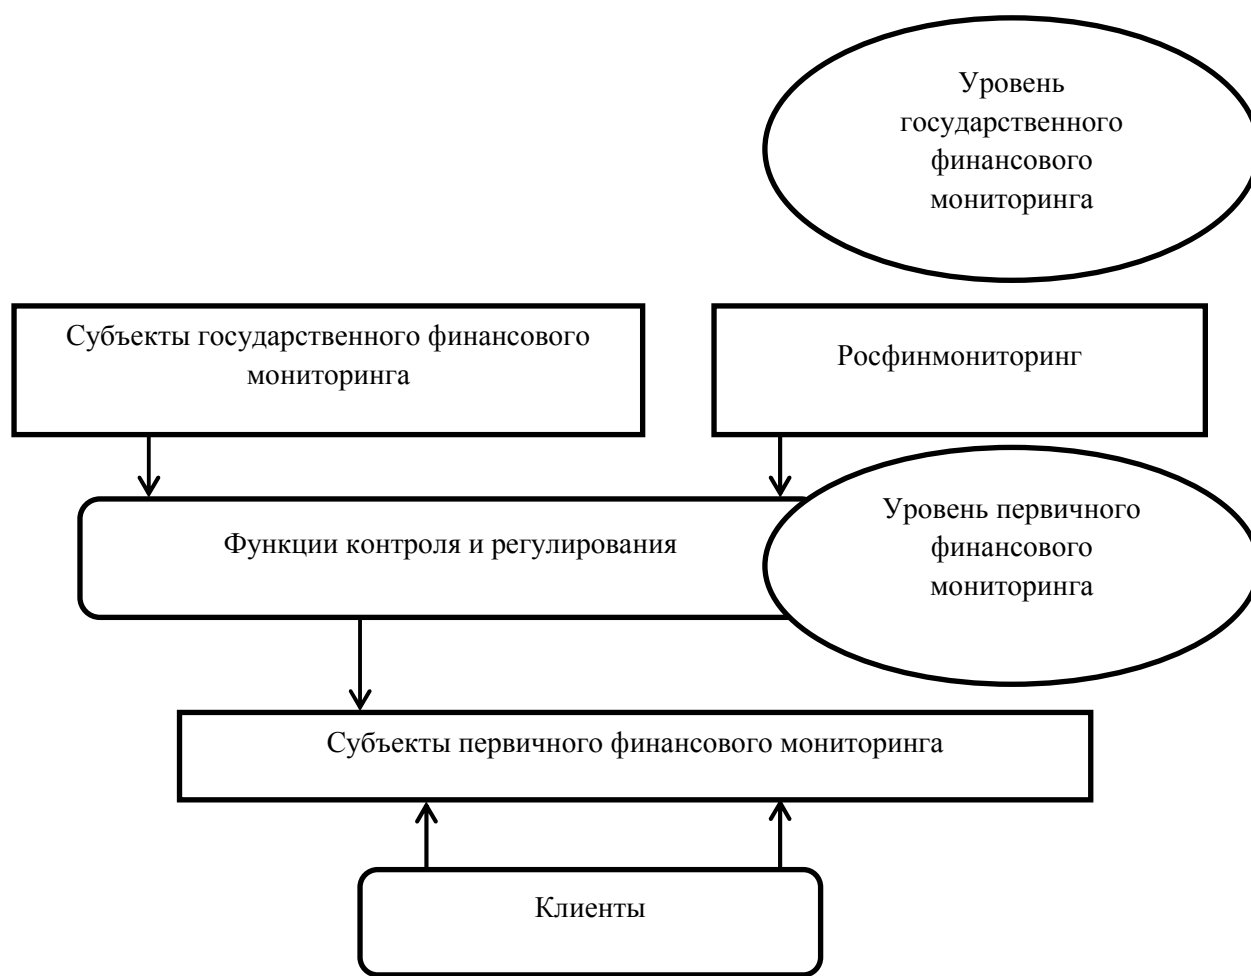 Уровень
государственного
финансового
мониторинга
Субъекты государственного финансового
мониторинга
Росфинмониторинг
Функции контроля и регулирования
Уровень первичного
финансового
мониторинга
Субъекты первичного финансового мониторинга
Клиенты